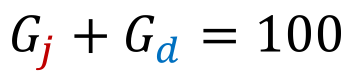 G_j + G_d = 100